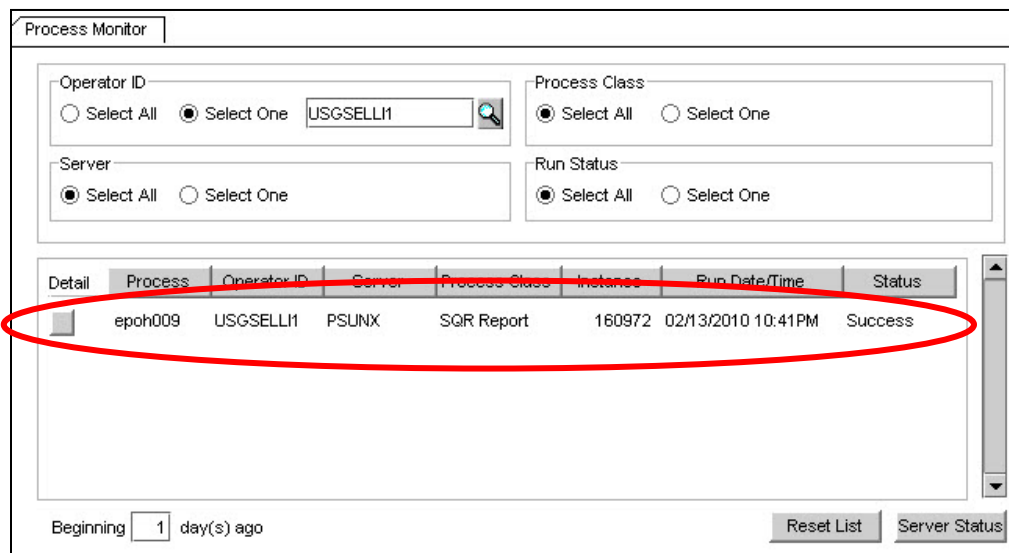 Process Monitor
Operator ID
Select All Select One USGSELLI1
Process Class
Select All Select One
Server
Select All Select One
Run Status
Select All Select One
Detail Process Operator ID Server Process Class Instance Run Date/Time Status
epoh009 USGSELLI1 PSUNX SQR Report 160972 02/13/2010 10:41PM Success
Beginning 1 day(s) ago Reset List Server Status